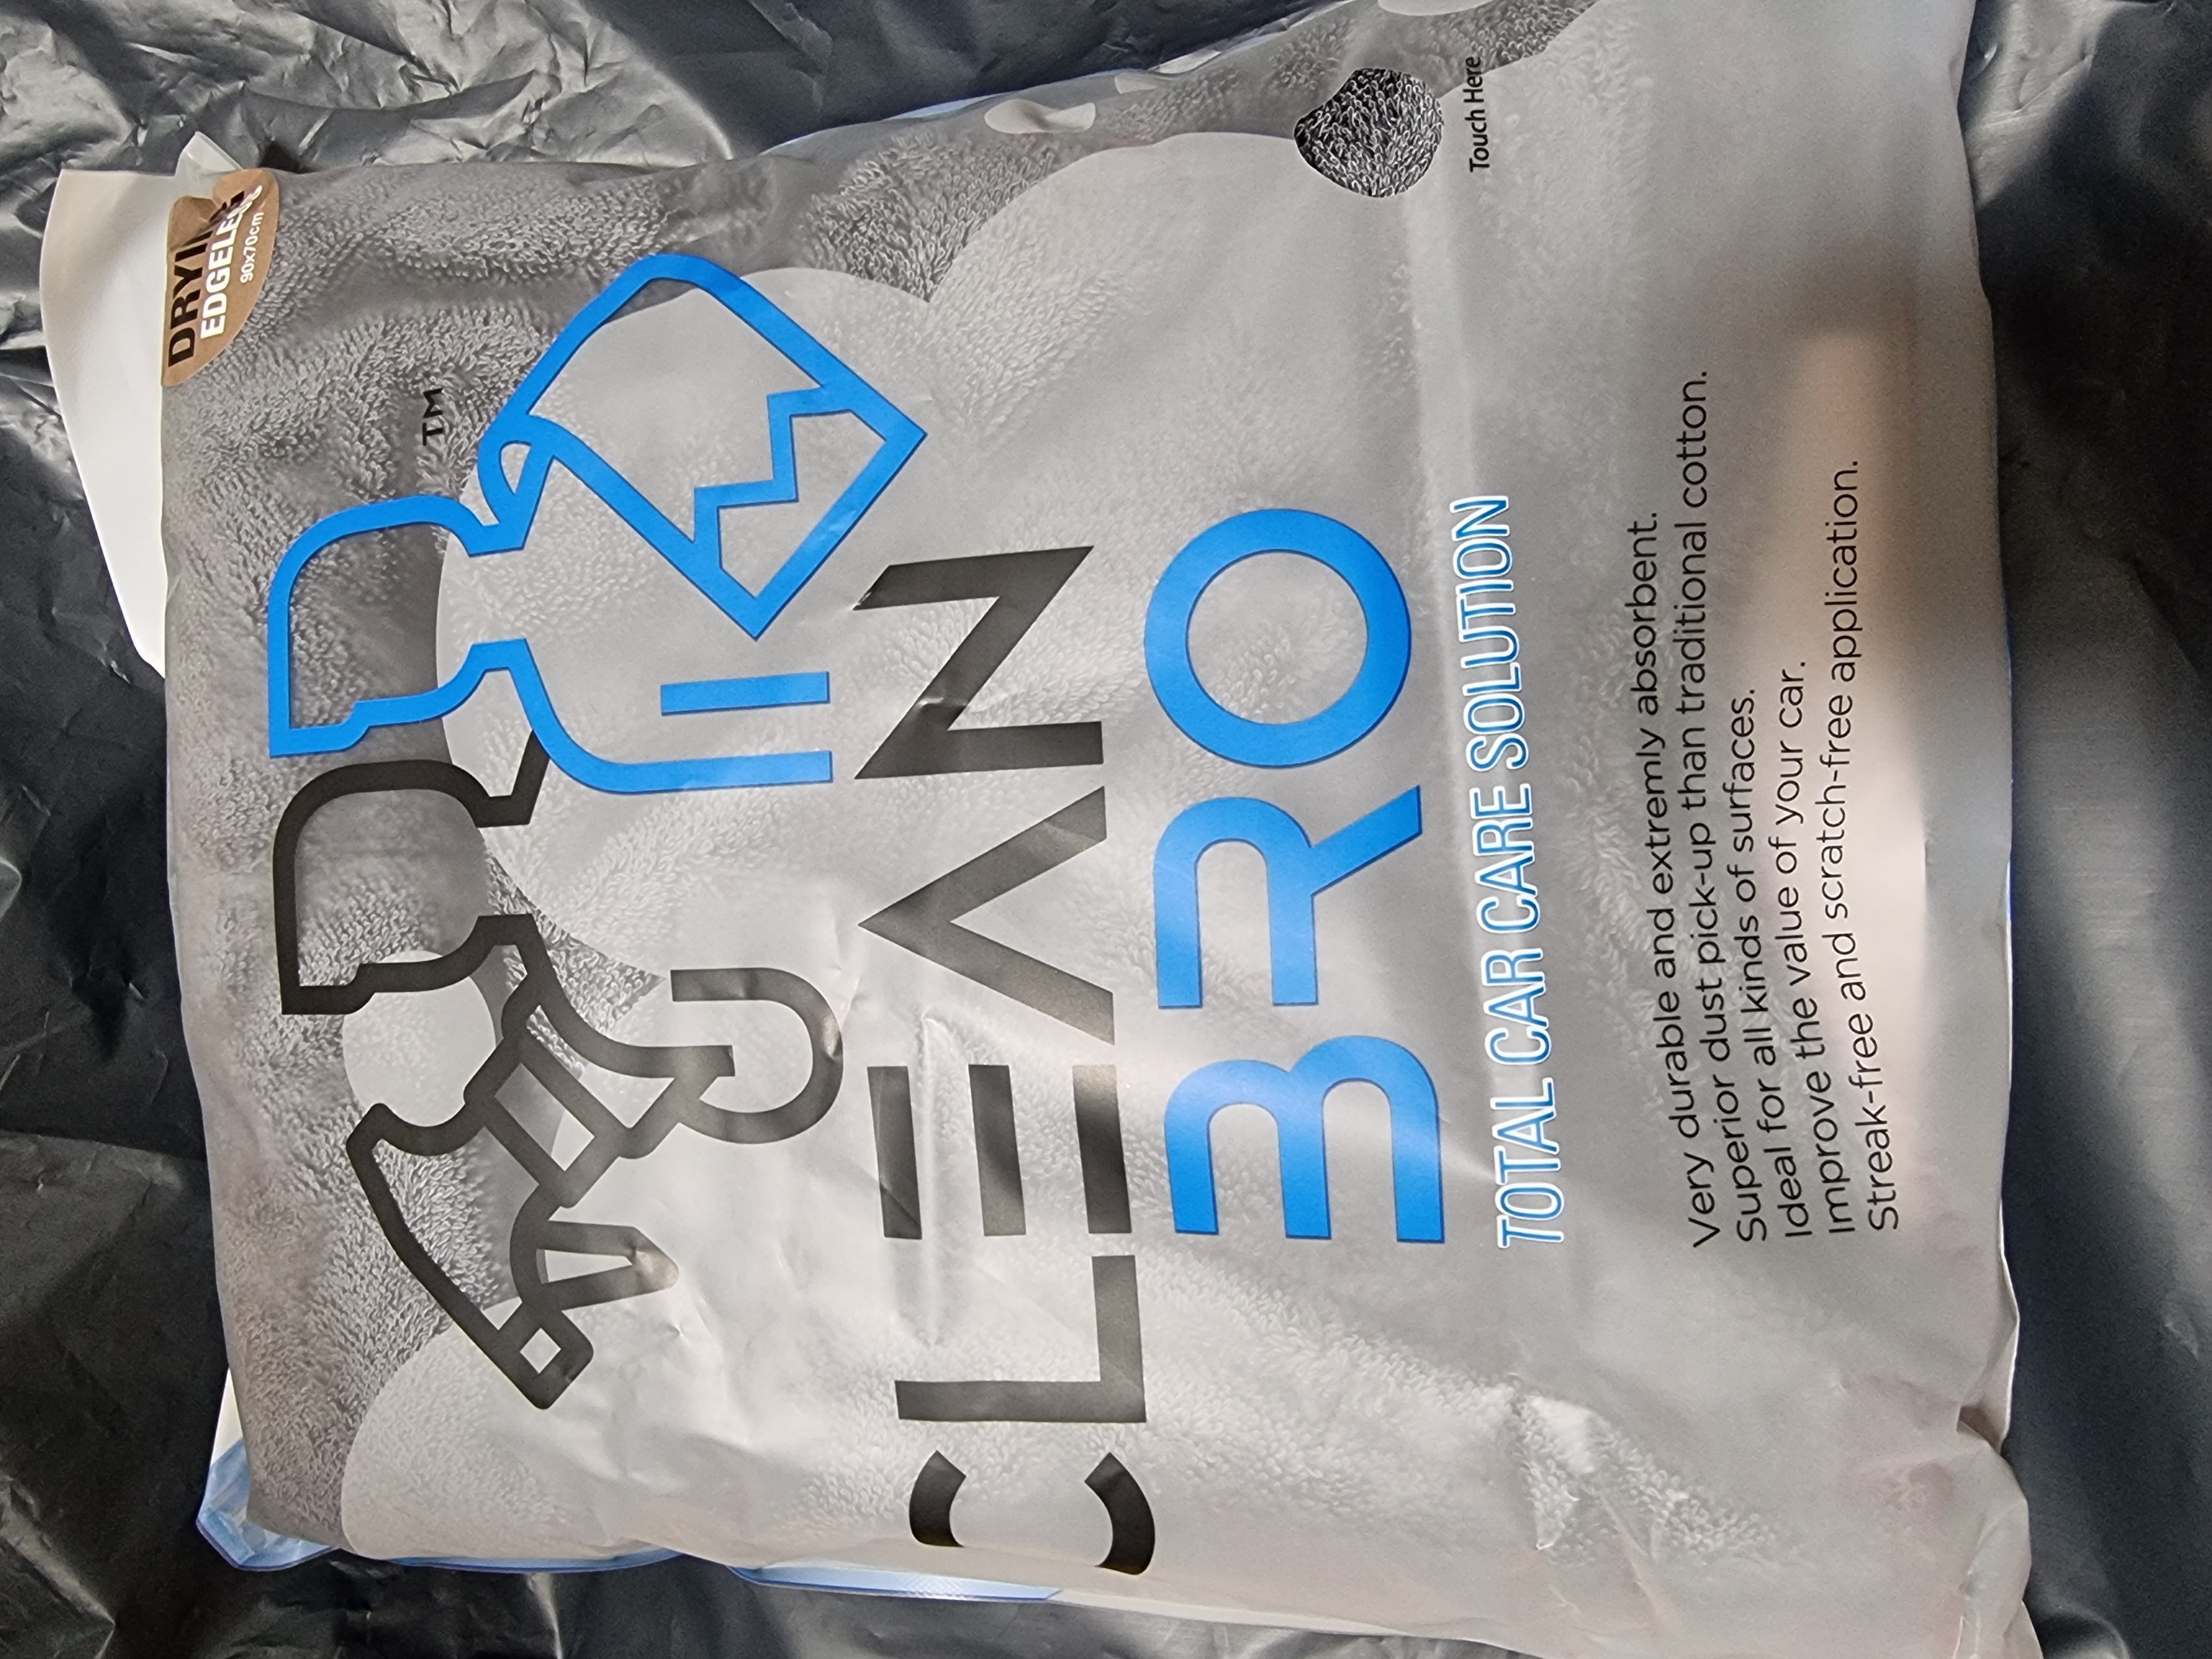 EDGELESS
90x70cm
TM
CLEAN
BRO
TOTAL CAR CARE SOLUTION
Touch Here
Very durable and extremly absorbent.
Superior dust pick-up than traditional cotton.
Ideal for all kinds of surfaces.
Improve the value of your car.
Streak-free and scratch-free application.